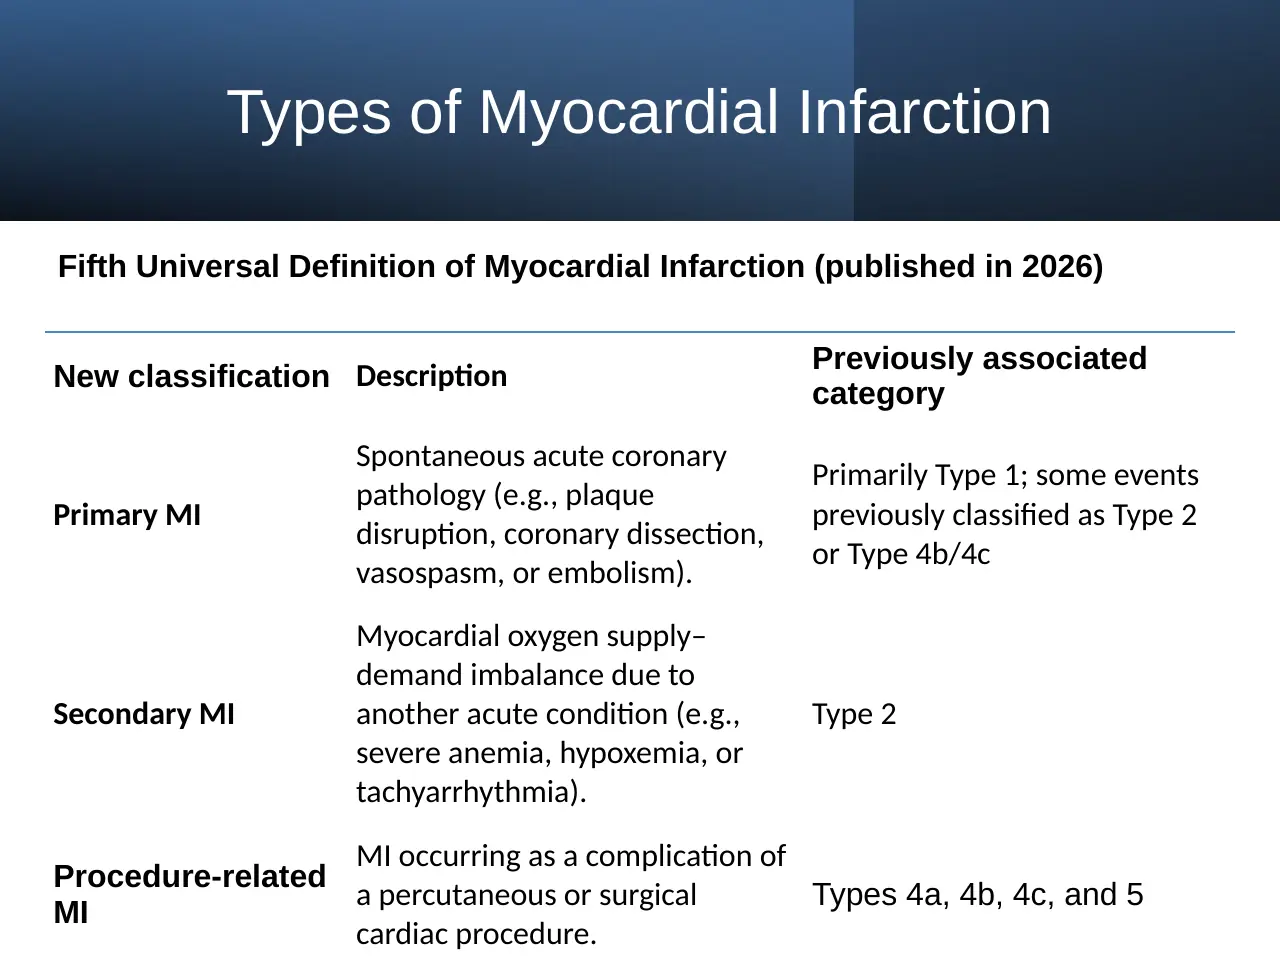 Types of Myocardial Infarction
Fifth Universal Definition of Myocardial Infarction (published in 2026)
New classification
Description
Previously associated
category
Primary MI
Spontaneous acute coronary
pathology (e.g., plaque
disruption, coronary dissection,
vasospasm, or embolism).
Primarily Type 1; some events
previously classified as Type 2
or Type 4b/4c
Secondary MI
Myocardial oxygen supply–
demand imbalance due to
another acute condition (e.g.,
severe anemia, hypoxemia, or
tachyarrhythmia).
Type 2
Procedure-related
MI
MI occurring as a complication of
a percutaneous or surgical
cardiac procedure.
Types 4a, 4b, 4c, and 5